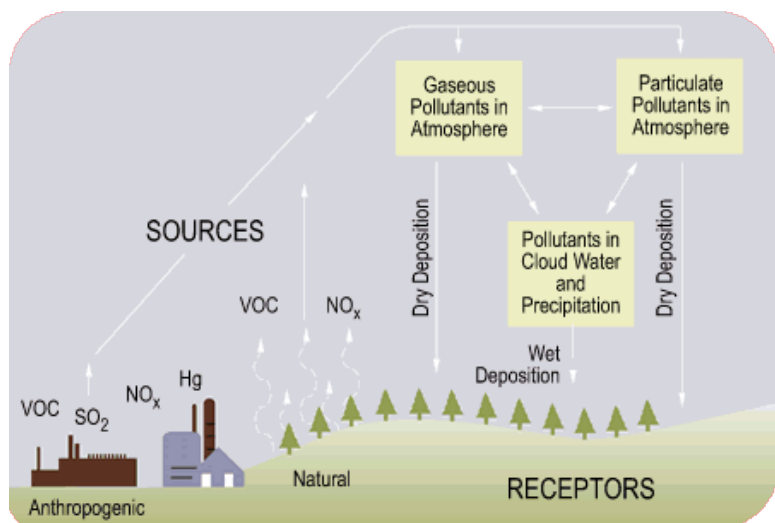 Gaseous
Pollutants in
Atmosphere
Particulate
Pollutants in
Atmosphere
SOURCES
Dry Deposition
Pollutants in
Cloud Water
and
Precipitation
Dry Deposition
VOC
NOx
Wet
Deposition
VOC
SO2
NOx
Hg
Anthropogenic
Natural
RECEPTORS